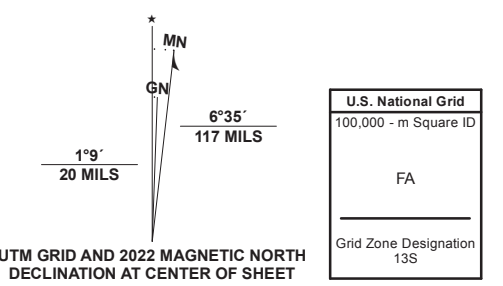 ★
MN
GN
6°35´
117 MILS
1°9´
20 MILS
UTM GRID AND 2022 MAGNETIC NORTH
DECLINATION AT CENTER OF SHEET
U.S. National Grid
100,000 - m Square ID
FA
Grid Zone Designation
13S